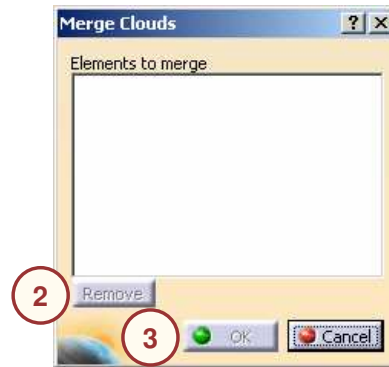 Merge Clouds ? X
Elements to merge
2 Remove
3 OK Cancel